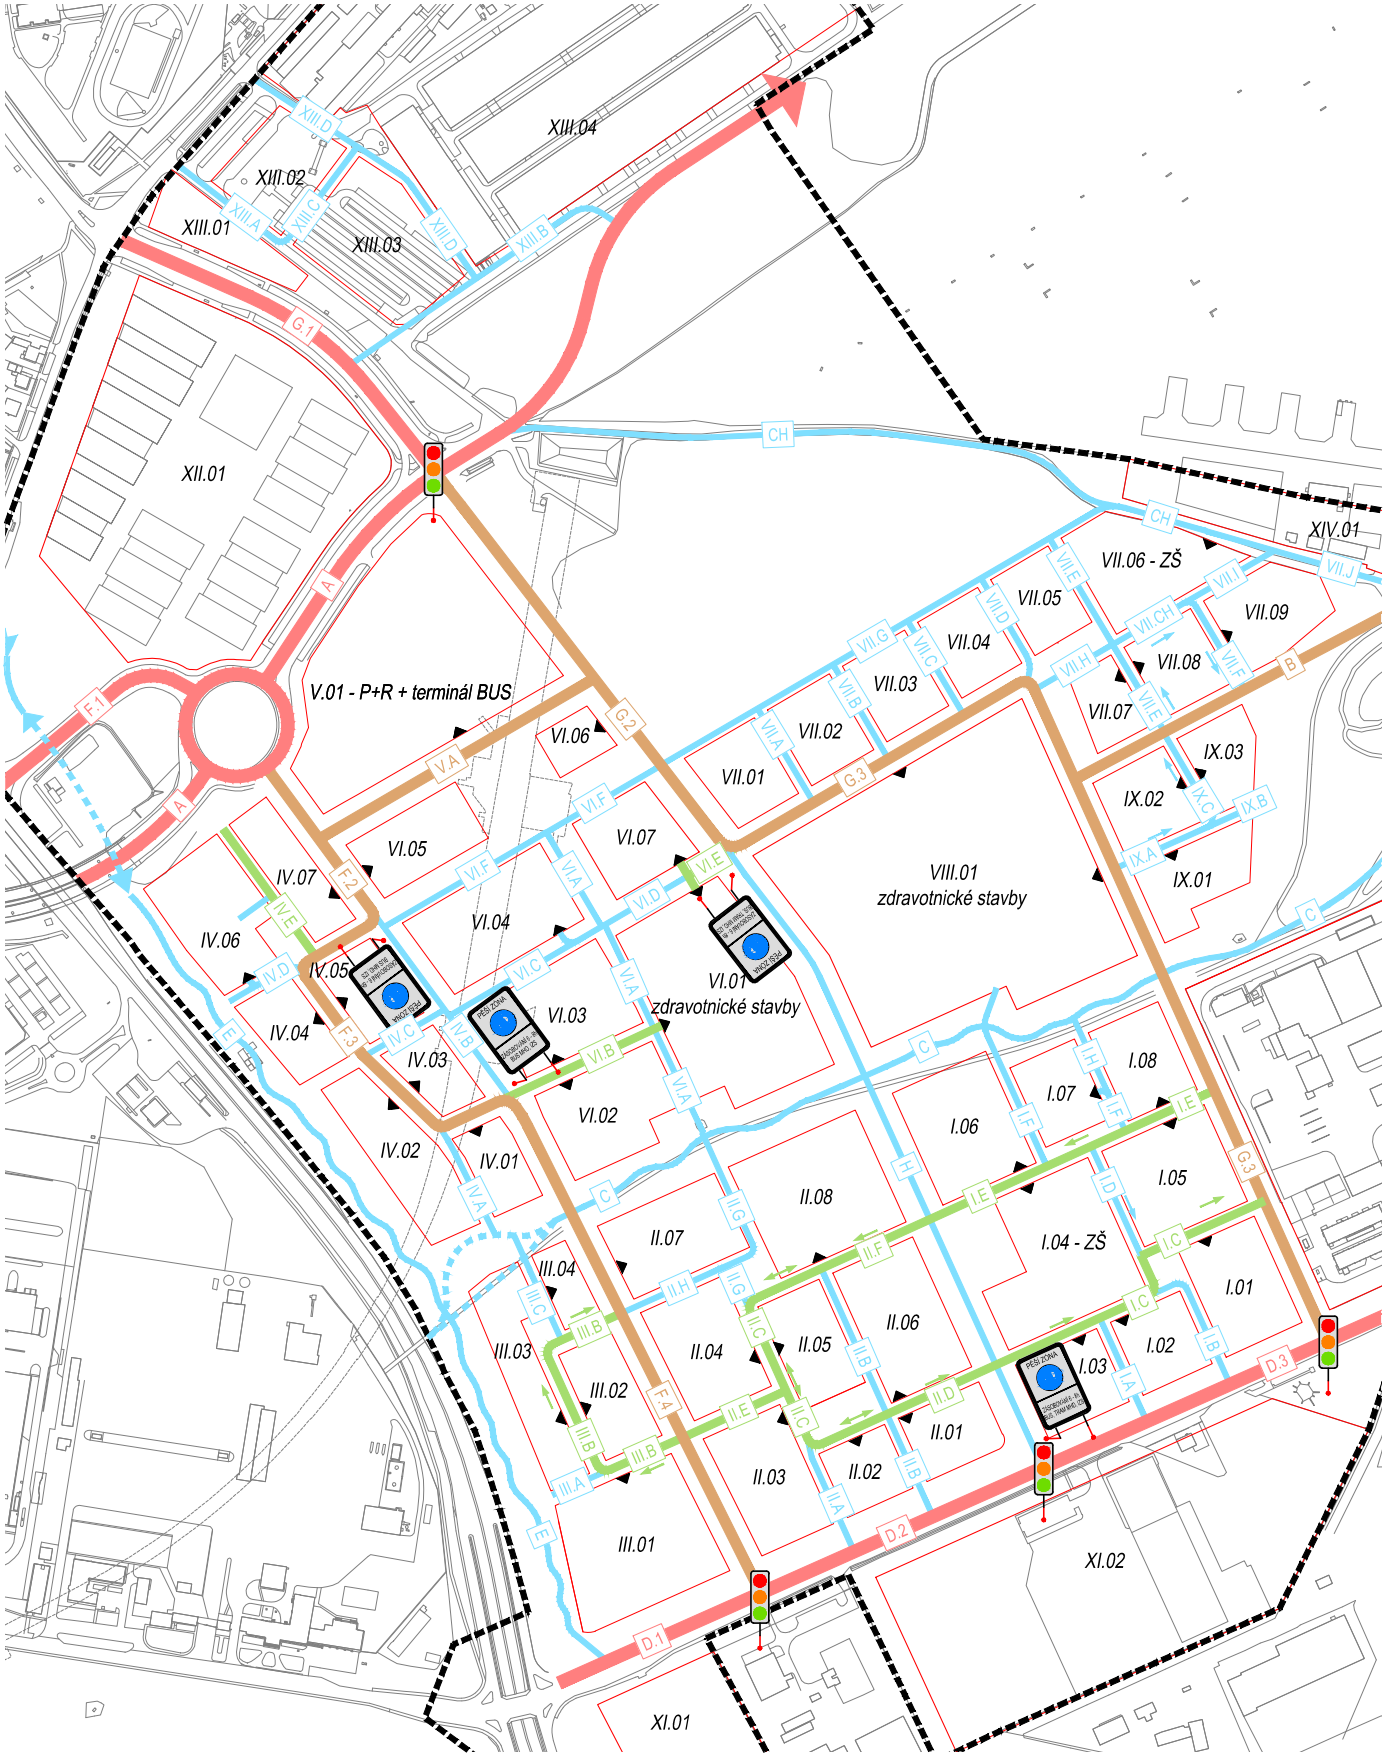 XIII.D
XIII.04
XIII.02
XIII.A
XIII.C
XIII.01
XIII.03
XIII.D
XIII.B
G.1
CH
XII.01
CH
XIV.01
VII.E
VII.06 - ZŠ
VII.J
VII.I
A
VII.D
VII.05
VII.09
VII.G
VII.C
VII.04
VII.CH
VII.H
VII.08
VII.F
B
V.01 - P+R + terminál BUS
F.1
VII.B
VII.03
VII.E
VII.07
G.2
VI.06
VII.A
VII.02
IX.03
V.A
VII.01
G.3
IX.02
IX.C
IX.B
A
VI.F
VI.07
VI.05
VI.E
VI.F
VI.A
IX.A
IX.01
F.2
IV.07
VIII.01
zdravotnické stavby
VI.D
IV.E
VI.04
C
IV.06
IV.D
IV.05
VI.C
VI.A
PĚŠÍ ZÓNA
VI.01
zdravotnické stavby
PĚŠÍ ZÓNA
PĚŠÍ ZÓNA
VI.03
E
IV.04
F.3
IV.C
IV.B
IV.03
VI.B
C
I.H
I.08
I.07
VI.02
VI.A
I.F
I.F
I.E
I.06
IV.02
IV.01
H
G.3
IV.A
C
II.08
I.E
I.D
I.05
II.07
II.G
II.F
I.04 - ZŠ
I.C
III.04
II.H
II.G
III.C
I.C
I.01
III.B
II.C
II.06
III.03
II.04
II.05
II.B
I.02
I.B
PĚŠÍ ZÓNA
I.03
I.A
D.3
III.02
F.4
II.D
II.E
II.C
II.01
III.B
III.B
III.A
II.03
II.02
II.B
II.A
E
III.01
D.2
XI.02
D.1
XI.01